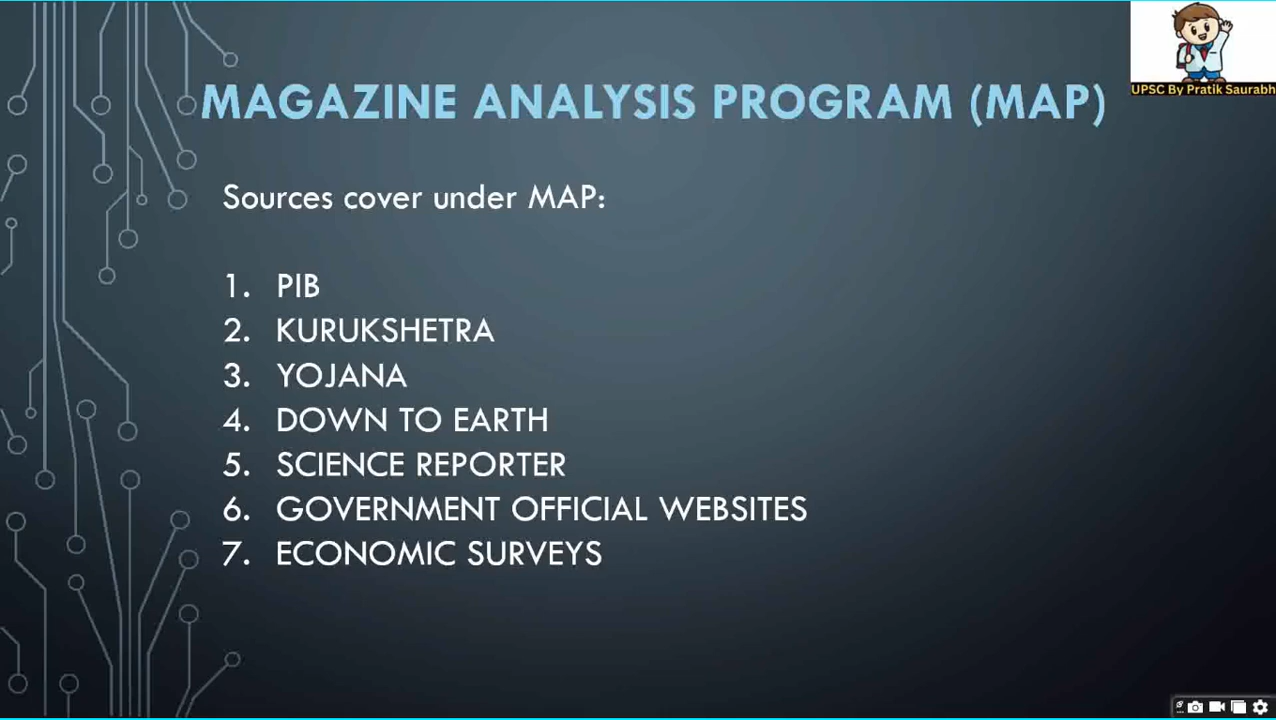 UPSC By Pratik Saurabh
MAGAZINE ANALYSIS PROGRAM (MAP)
Sources cover under MAP:
1. PIB
2. KURUKSHETRA
3. YOJANA
4. DOWN TO EARTH
5. SCIENCE REPORTER
6. GOVERNMENT OFFICIAL WEBSITES
7. ECONOMIC SURVEYS